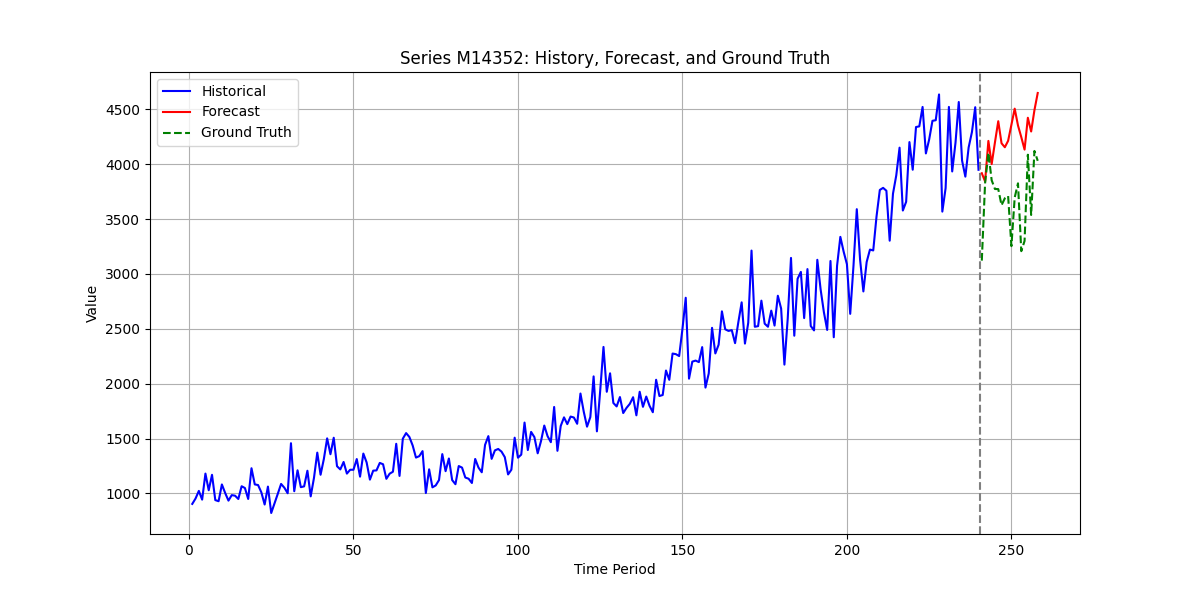 Series M14352: History, Forecast, and Ground Truth
Historical
Forecast
Ground Truth
Value
4500
4000
3500
3000
2500
2000
1500
1000
0 50 100 150 200 250
Time Period